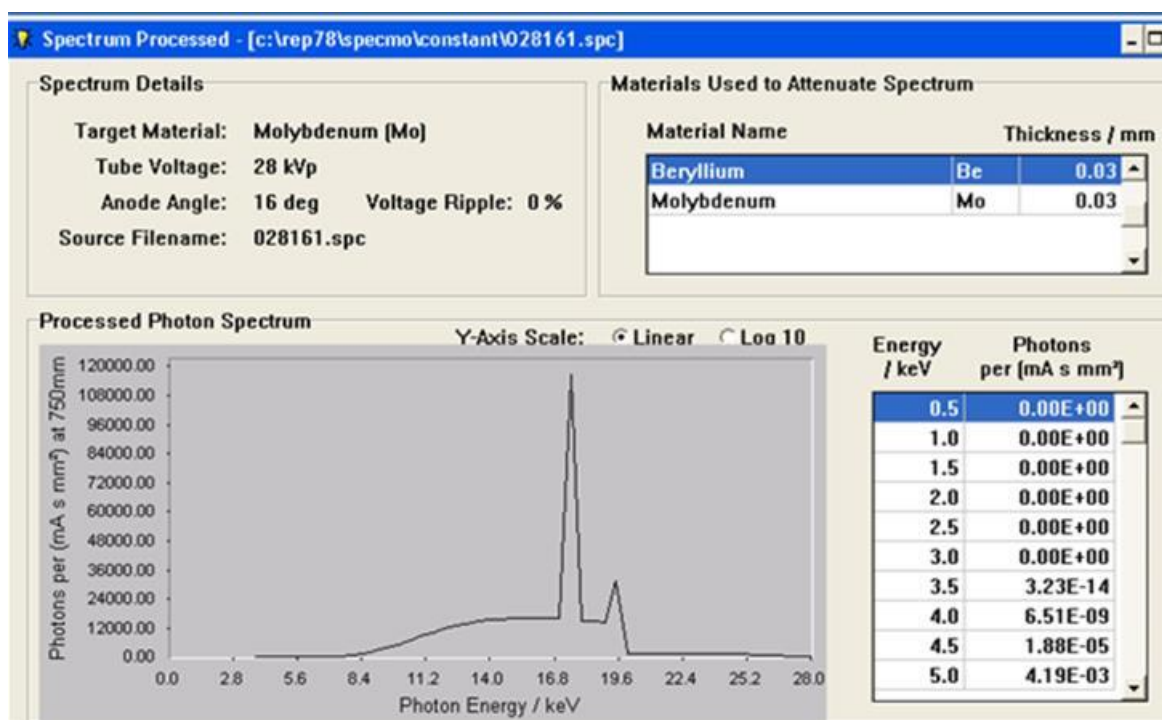 Spectrum Processed - [c:\rep78\specmo\constant\028161.spc]
Spectrum Details
Target Material: Molybdenum (Mo)
Tube Voltage: 28 kVp
Anode Angle: 16 deg Voltage Ripple: 0 %
Source Filename: 028161.spc
Materials Used to Attenuate Spectrum
Material Name Thickness / mm
Beryllium Be 0.03
Molybdenum Mo 0.03
Processed Photon Spectrum
Y-Axis Scale: Linear Log 10
Photons per (mA s mm²) at 750mm
120000.00
108000.00
96000.00
84000.00
72000.00
60000.00
48000.00
36000.00
24000.00
12000.00
0.00
0.0 2.8 5.6 8.4 11.2 14.0 16.8 19.6 22.4 25.2 28.0
Photon Energy / keV
Energy Photons
/ keV per (mA s mm²)
0.5 0.00E+00
1.0 0.00E+00
1.5 0.00E+00
2.0 0.00E+00
2.5 0.00E+00
3.0 0.00E+00
3.5 3.23E-14
4.0 6.51E-09
4.5 1.88E-05
5.0 4.19E-03